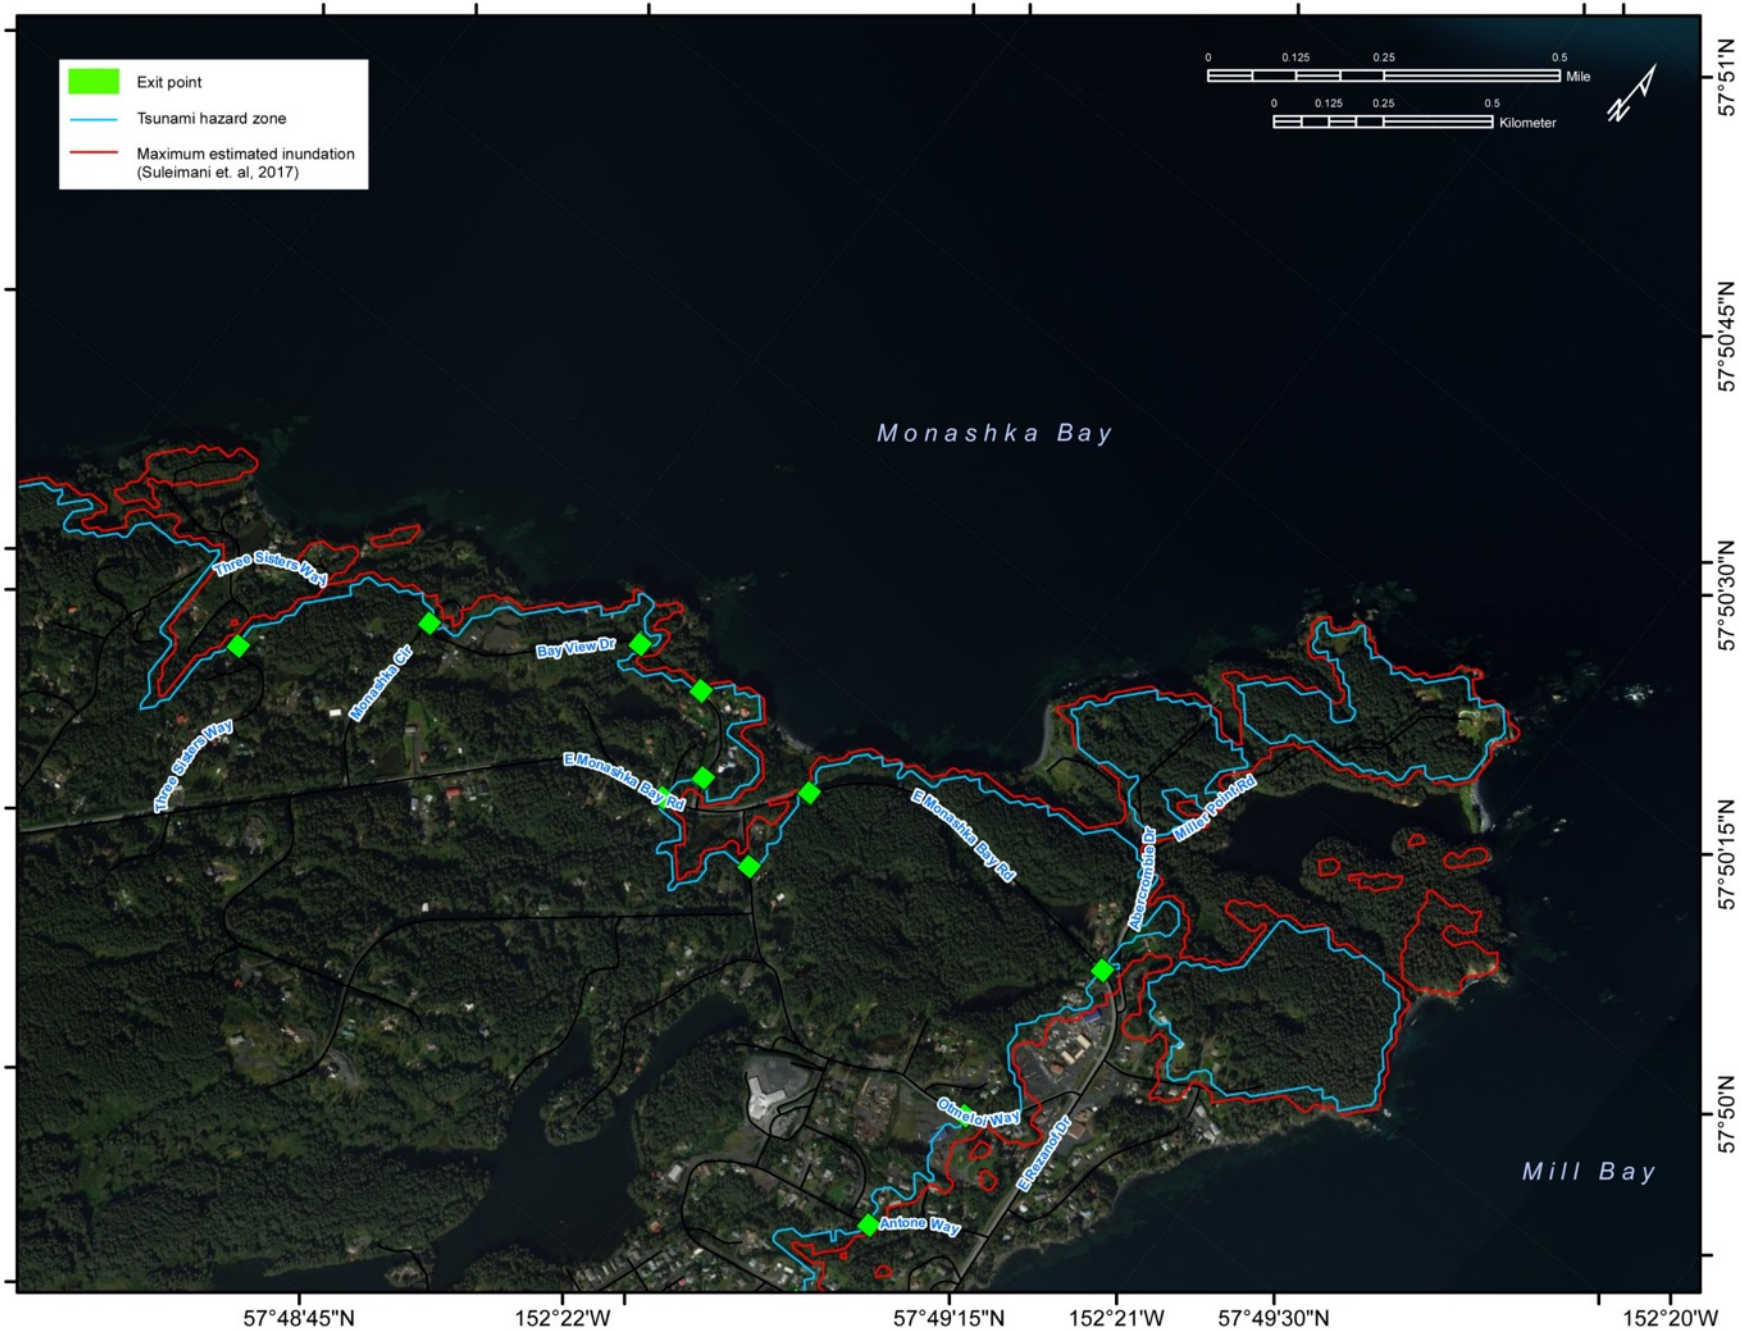 Exit point
Tsunami hazard zone
Maximum estimated inundation
(Suleimani et. al, 2017)
0 0.125 0.25 0.5
Mile
0 0.125 0.25 0.5
Kilometer
N
57°51'N
57°50'45"N
57°50'30"N
57°50'15"N
57°50'N
Monashka Bay
Three Sisters Way
Bay View Dr
Monashka Cir
Three Sisters Way
E Monashka Bay Rd
E Monashka Bay Rd
Miller Point Rd
Abercrombie Dr
Otmeloi Way
E Rezanof Dr
Antone Way
Mill Bay
57°48'45"N
152°22'W
57°49'15"N
152°21'W
57°49'30"N
152°20'W